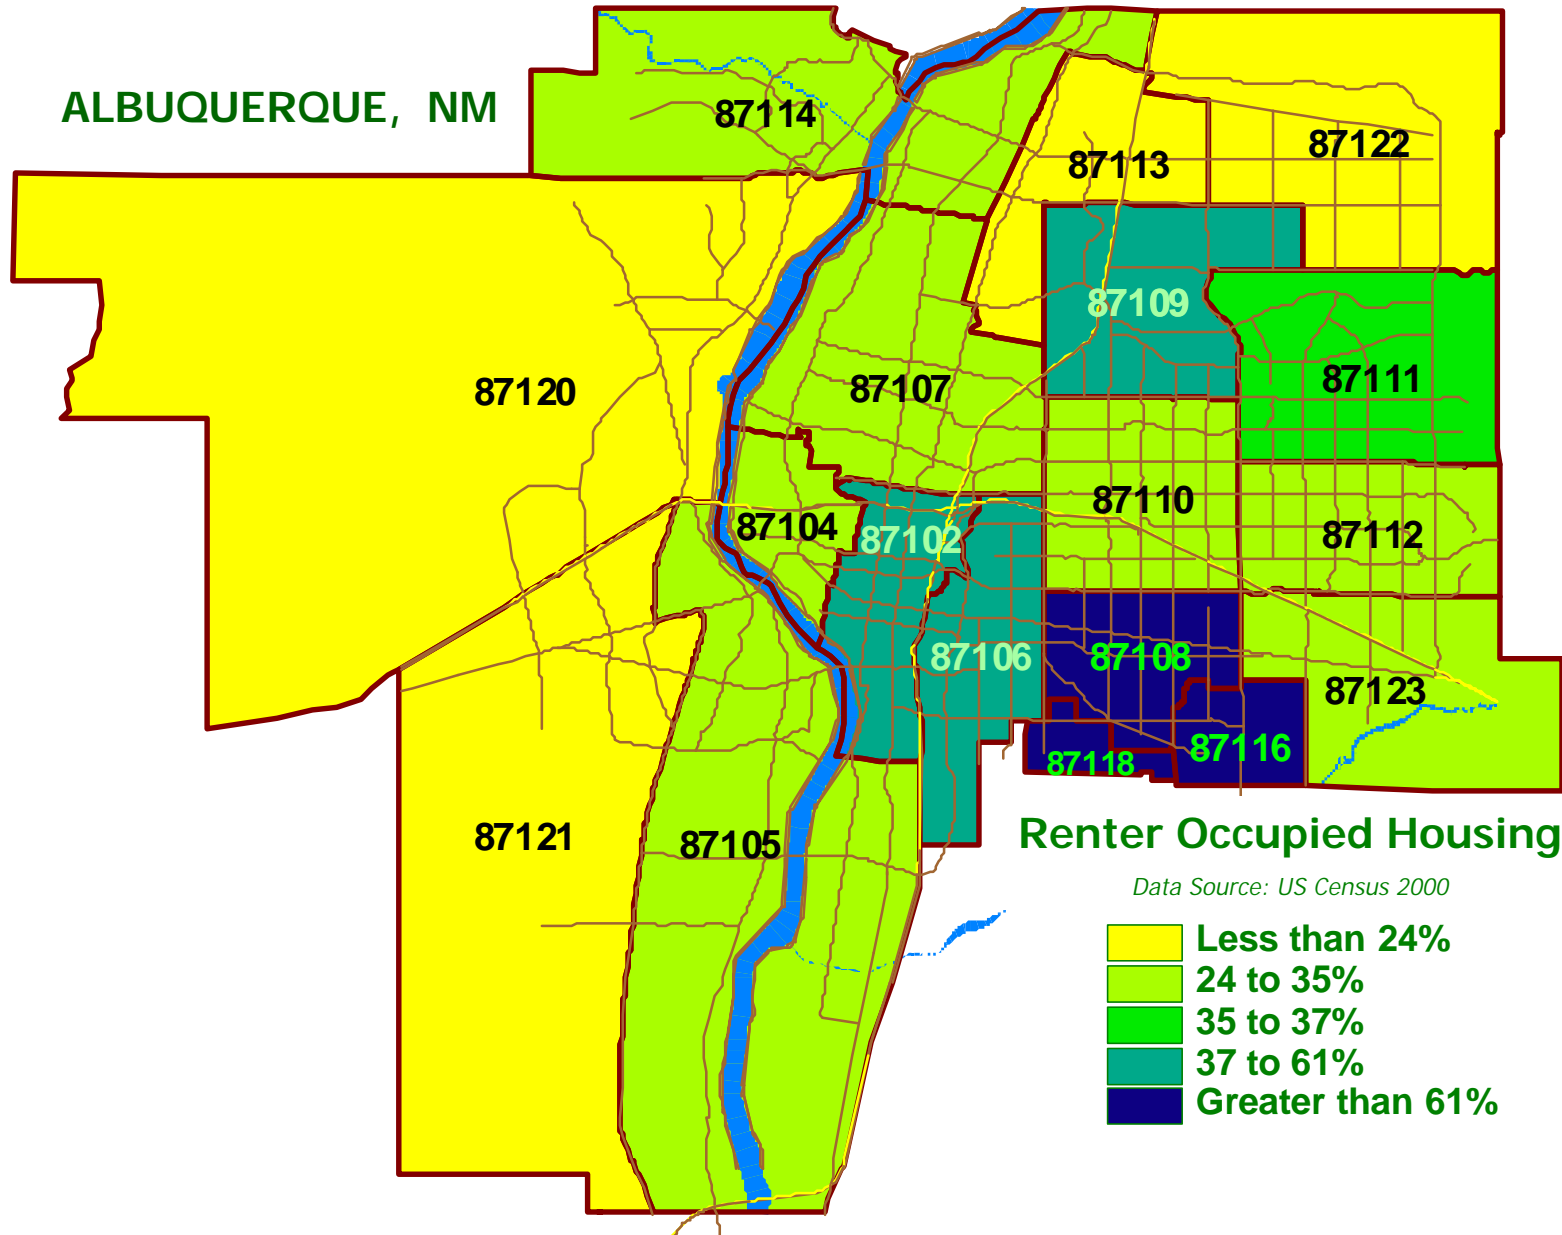 ALBUQUERQUE, NM
87114
87122
87113
87109
87120
87107
87111
87110
87104
87102
87112
87106
87108
87123
87116
87118
87121
87105
Renter Occupied Housing
Data Source: US Census 2000
Less than 24%
24 to 35%
35 to 37%
37 to 61%
Greater than 61%